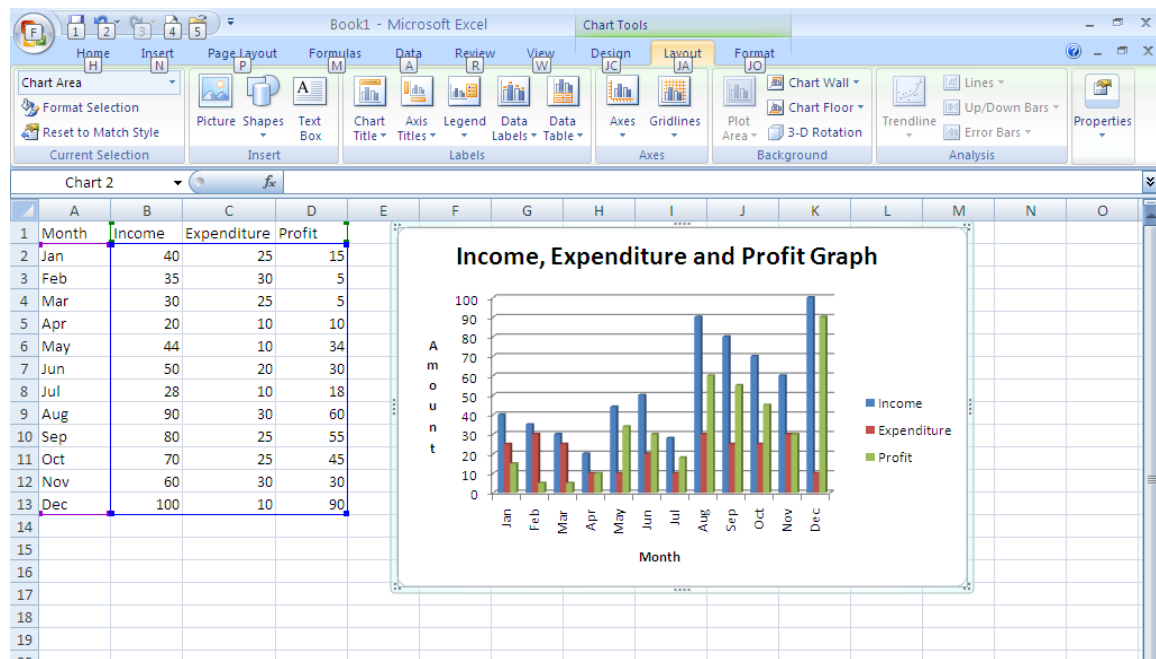 F 1 2 3 4 5 Book1 - Microsoft Excel Chart Tools
Home Insert Page Layout Formulas Data Review View Design Layout Format
H N P M A R W JC JA JO
Chart Area
Format Selection
Reset to Match Style
Current Selection
Picture Shapes Text Box
Insert
Chart Title Axis Titles Legend Data Labels Data Table
Labels
Axes Gridlines
Axes
Plot Area Chart Wall
Chart Floor
3-D Rotation
Background
Trendline Lines
Up/Down Bars
Error Bars
Analysis
Properties
Chart 2 fx
A B C D E F G H I J K L M N O
1 Month Income Expenditure Profit
2 Jan 40 25 15
3 Feb 35 30 5
4 Mar 30 25 5
5 Apr 20 10 10
6 May 44 10 34
7 Jun 50 20 30
8 Jul 28 10 18
9 Aug 90 30 60
10 Sep 80 25 55
11 Oct 70 25 45
12 Nov 60 30 30
13 Dec 100 10 90
14
15
16
17
18
19
Income, Expenditure and Profit Graph
Amount
100
90
80
70
60
50
40
30
20
10
0
Jan Feb Mar Apr May Jun Jul Aug Sep Oct Nov Dec
Month
Income
Expenditure
Profit